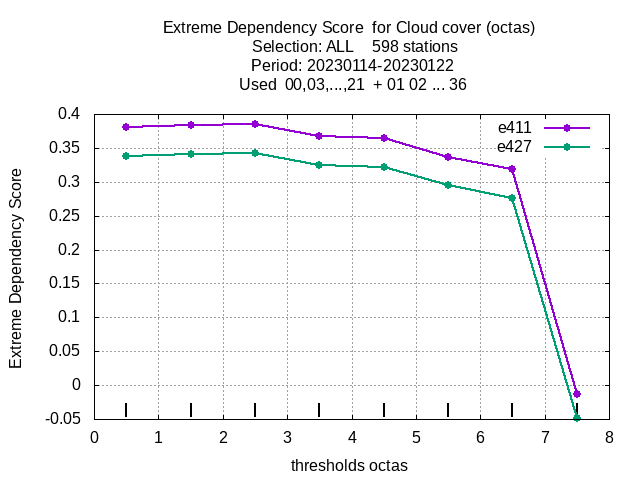 Extreme Dependency Score  for Cloud cover (octas)
Selection: ALL    598 stations
Period: 20230114-20230122
Used  00,03,...,21  + 01 02 ... 36
e411
e427
0.4
0.35
0.3
0.25
0.2
0.15
0.1
0.05
0
-0.05
Extreme Dependency Score
0 1 2 3 4 5 6 7 8
thresholds octas